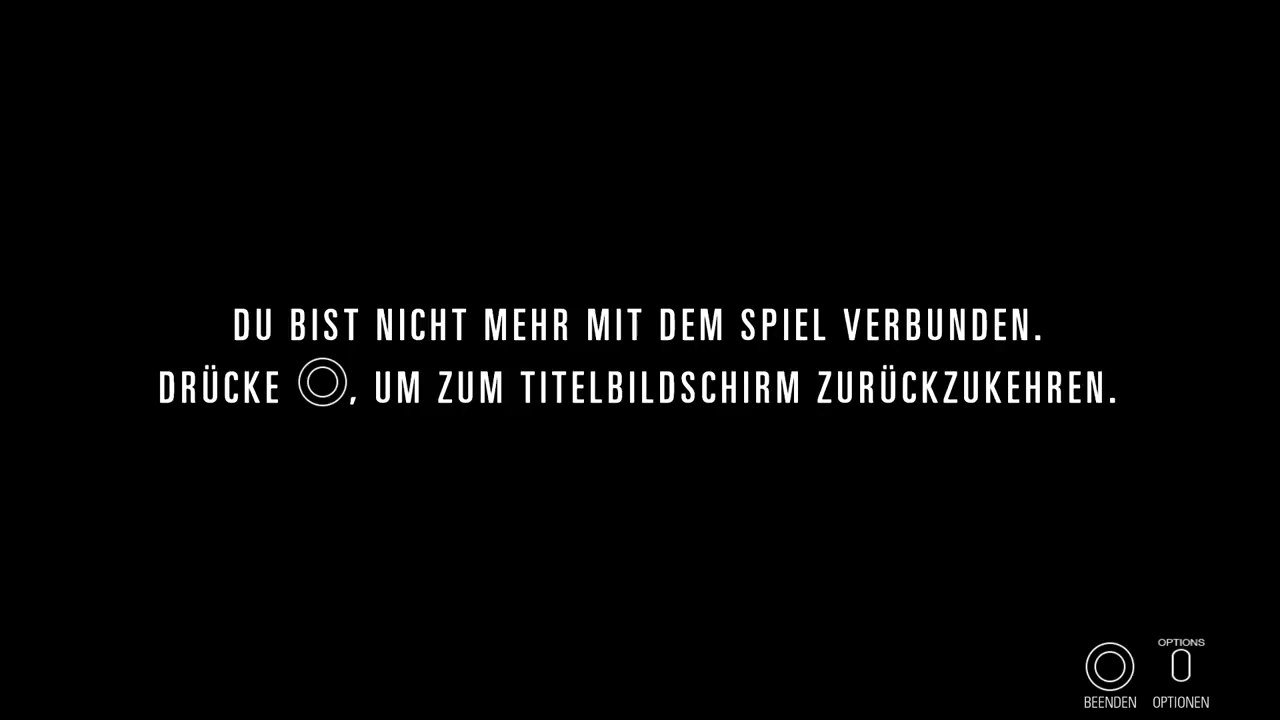 DU BIST NICHT MEHR MIT DEM SPIEL VERBUNDEN.
DRÜCKE , UM ZUM TITELBILDSCHIRM ZURÜCKZUKEHREN.
OPTIONS
BEENDEN OPTIONEN